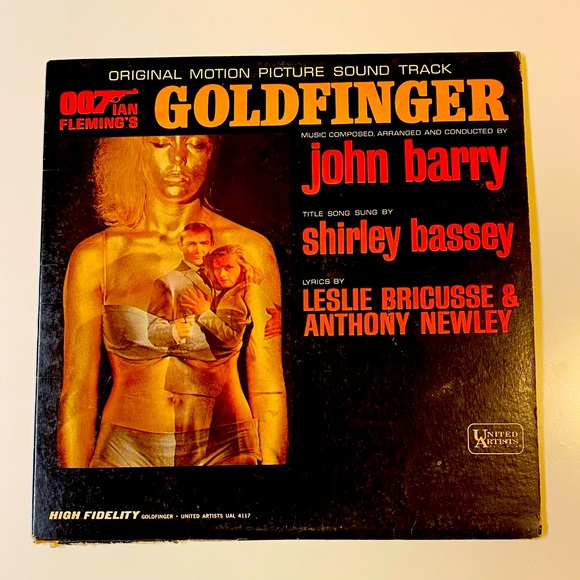 ORIGINAL MOTION PICTURE SOUND TRACK
007 IAN
FLEMING'S
GOLDFINGER
MUSIC COMPOSED, ARRANGED AND CONDUCTED BY
john barry
TITLE SONG SUNG BY
shirley bassey
LYRICS BY
LESLIE BRICUSSE &
ANTHONY NEWLEY
UNITED
ARTISTS
RECORDS
HIGH FIDELITY GOLDFINGER • UNITED ARTISTS UAL 4117